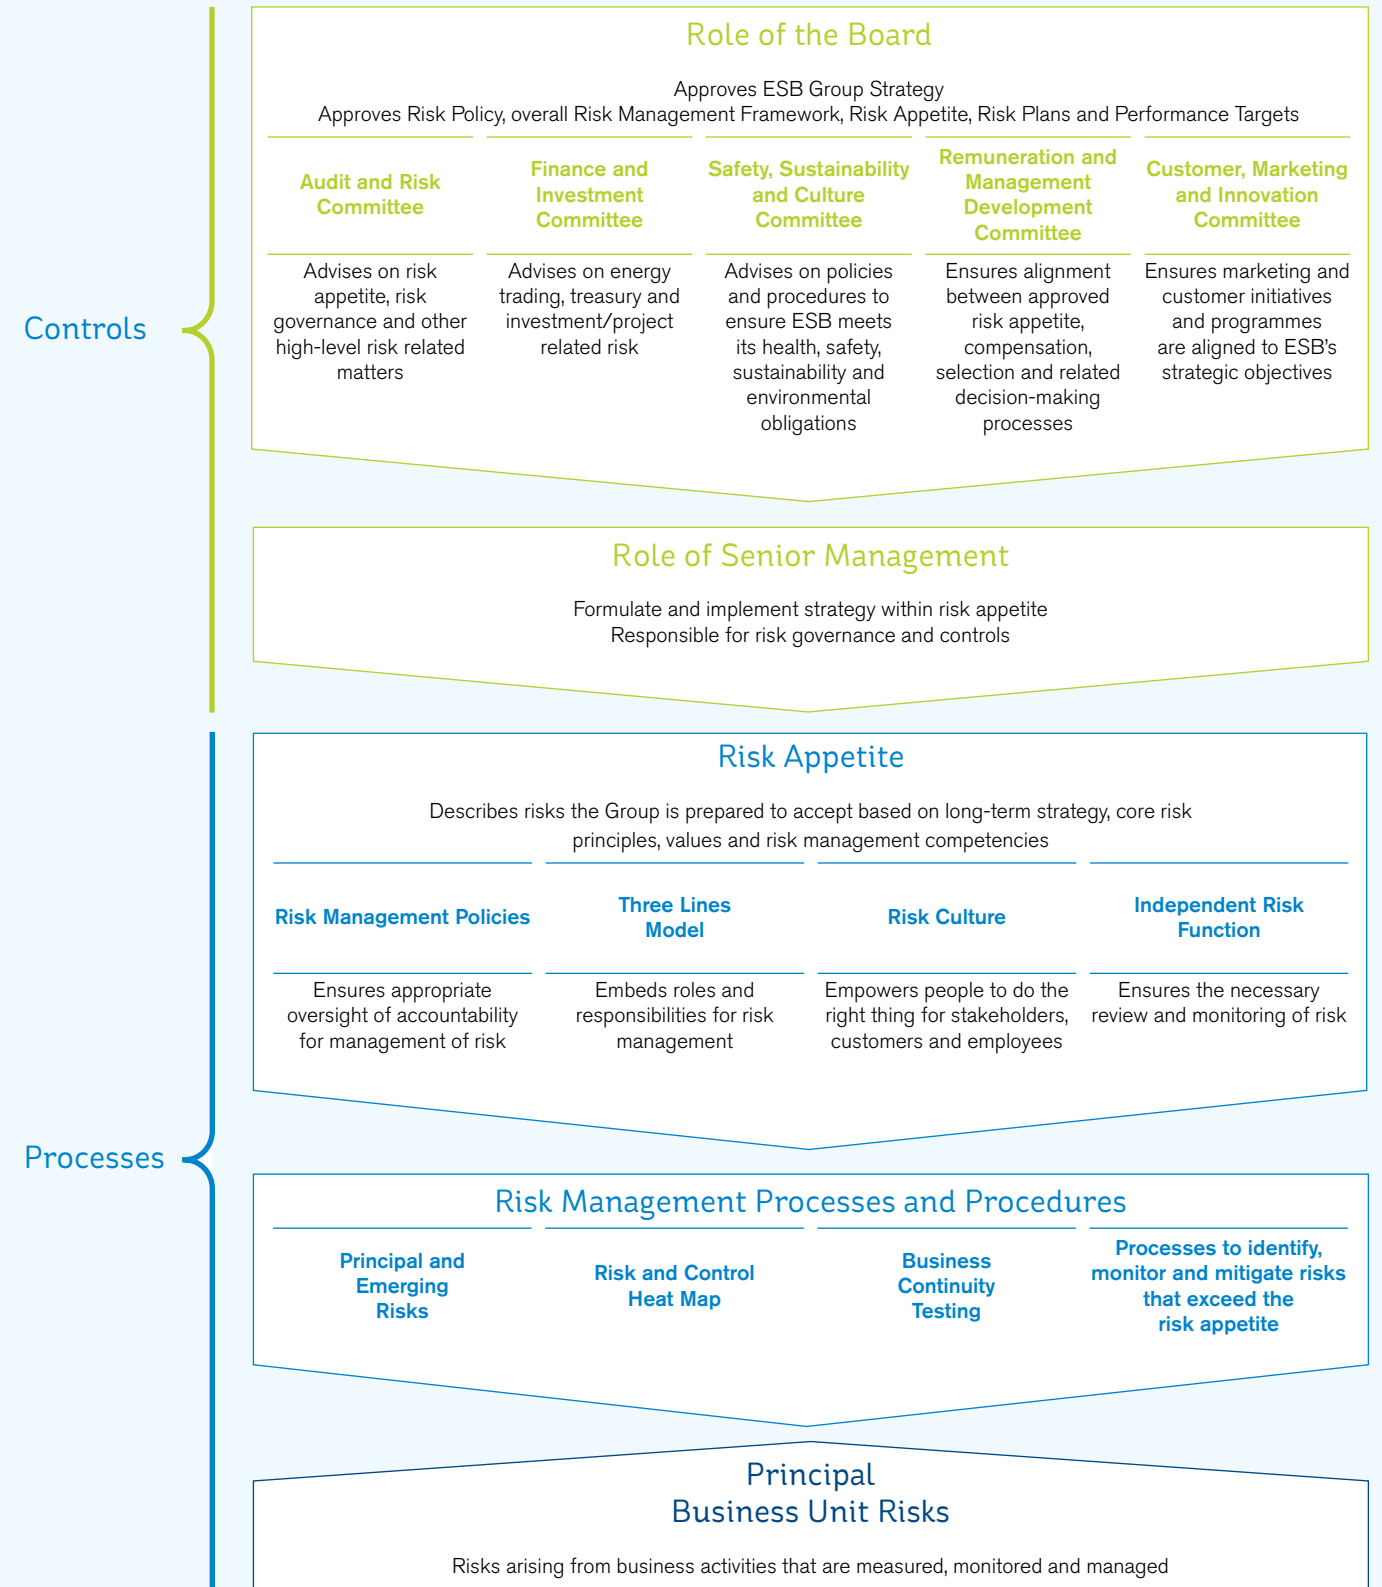 Role of the Board
Approves ESB Group Strategy
Approves Risk Policy, overall Risk Management Framework, Risk Appetite, Risk Plans and Performance Targets
Audit and Risk
Committee
Advises on risk
appetite, risk
governance and other
high-level risk related
matters
Finance and
Investment
Committee
Advises on energy
trading, treasury and
investment/project
related risk
Safety, Sustainability
and Culture
Committee
Advises on policies
and procedures to
ensure ESB meets
its health, safety,
sustainability and
environmental
obligations
Remuneration and
Management
Development
Committee
Ensures alignment
between approved
risk appetite,
compensation,
selection and related
decision-making
processes
Customer, Marketing
and Innovation
Committee
Ensures marketing and
customer initiatives
and programmes
are aligned to ESB's
strategic objectives
Controls
Role of Senior Management
Formulate and implement strategy within risk appetite
Responsible for risk governance and controls
Risk Appetite
Describes risks the Group is prepared to accept based on long-term strategy, core risk
principles, values and risk management competencies
Risk Management Policies
Ensures appropriate
oversight of accountability
for management of risk
Three Lines
Model
Embeds roles and
responsibilities for risk
management
Risk Culture
Empowers people to do the
right thing for stakeholders,
customers and employees
Independent Risk
Function
Ensures the necessary
review and monitoring of risk
Processes
Risk Management Processes and Procedures
Principal and
Emerging
Risks
Risk and Control
Heat Map
Business
Continuity
Testing
Processes to identify,
monitor and mitigate risks
that exceed the
risk appetite
Principal
Business Unit Risks
Risks arising from business activities that are measured, monitored and managed